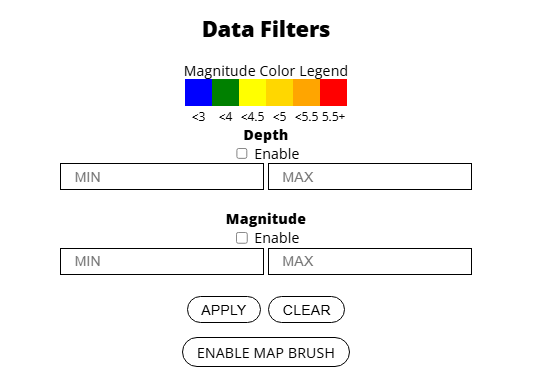 Data Filters
Magnitude Color Legend
<3 <4 <4.5 <5 <5.5 5.5+
Depth
Enable
MIN MAX
Magnitude
Enable
MIN MAX
APPLY CLEAR
ENABLE MAP BRUSH